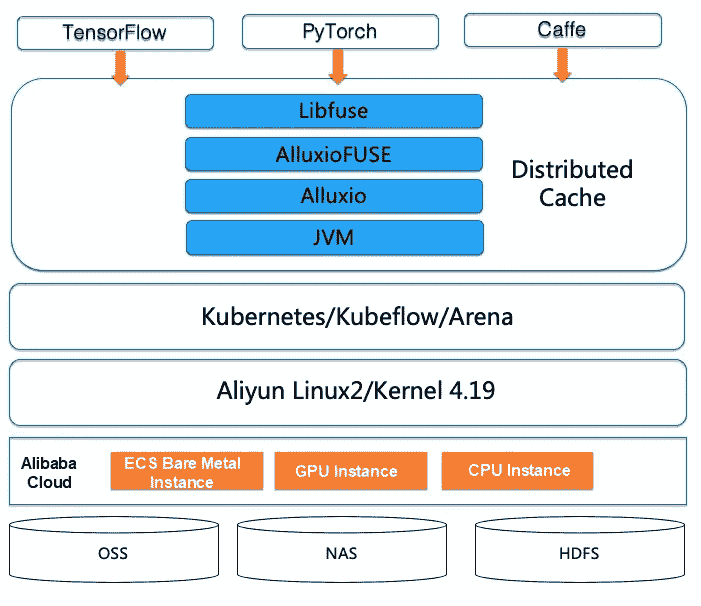 TensorFlow
PyTorch
Caffe
Libfuse
AlluxioFUSE
Alluxio
JVM
Distributed
Cache
Kubernetes/Kubeflow/Arena
Aliyun Linux2/Kernel 4.19
Alibaba
Cloud
ECS Bare Metal
Instance
GPU Instance
CPU Instance
OSS
NAS
HDFS